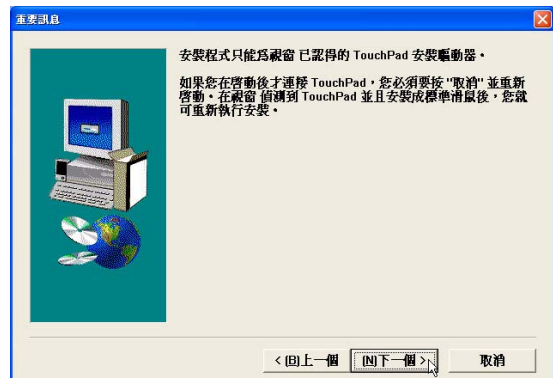 重要訊息
安裝程式只能爲視窗 已認得的 TouchPad 安裝驅動器。
如果您在啓動後才連接 TouchPad，您必須要按 "取消" 並重新
啓動。在視窗 偵測到 TouchPad 並且安裝成標準滑鼠後，您就
可重新執行安裝。
< (B)上一個
(N)下一個 >
取消